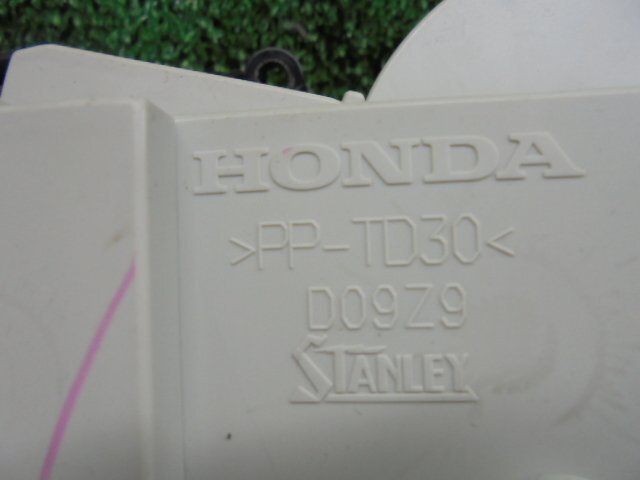 HONDA
>PP-TD30<
D09Z9
STANLEY